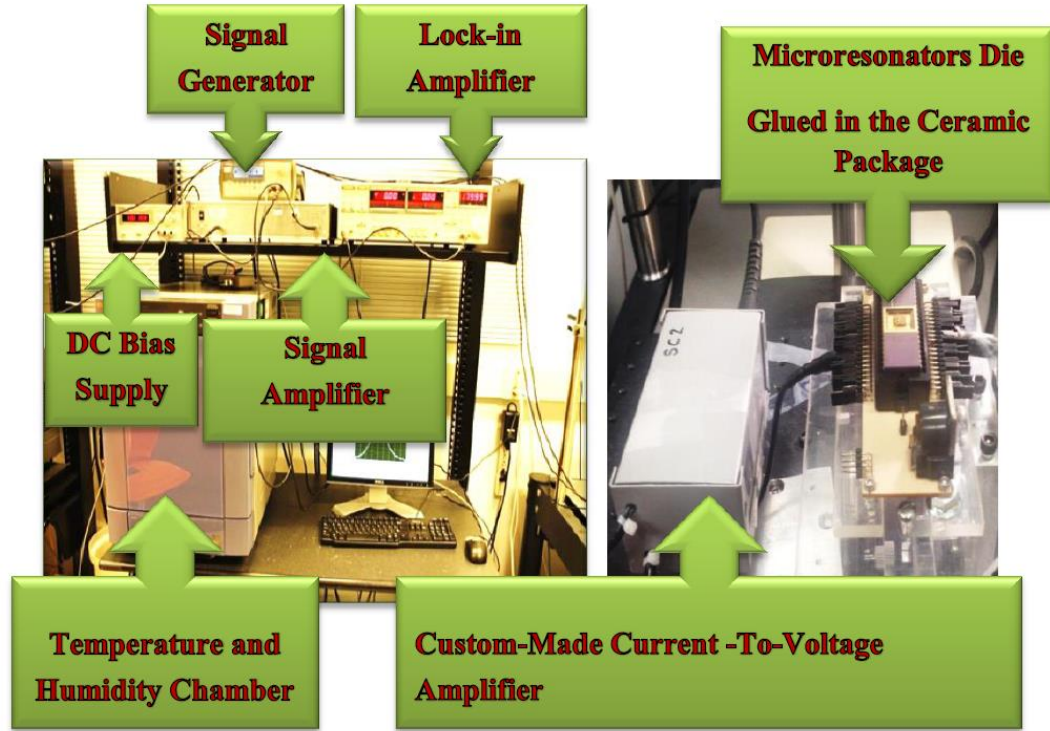 Signal
Generator
Lock-in
Amplifier
Microresonators Die
Glued in the Ceramic
Package
DC Bias
Supply
Signal
Amplifier
SC2
Temperature and
Humidity Chamber
Custom-Made Current -To-Voltage
Amplifier